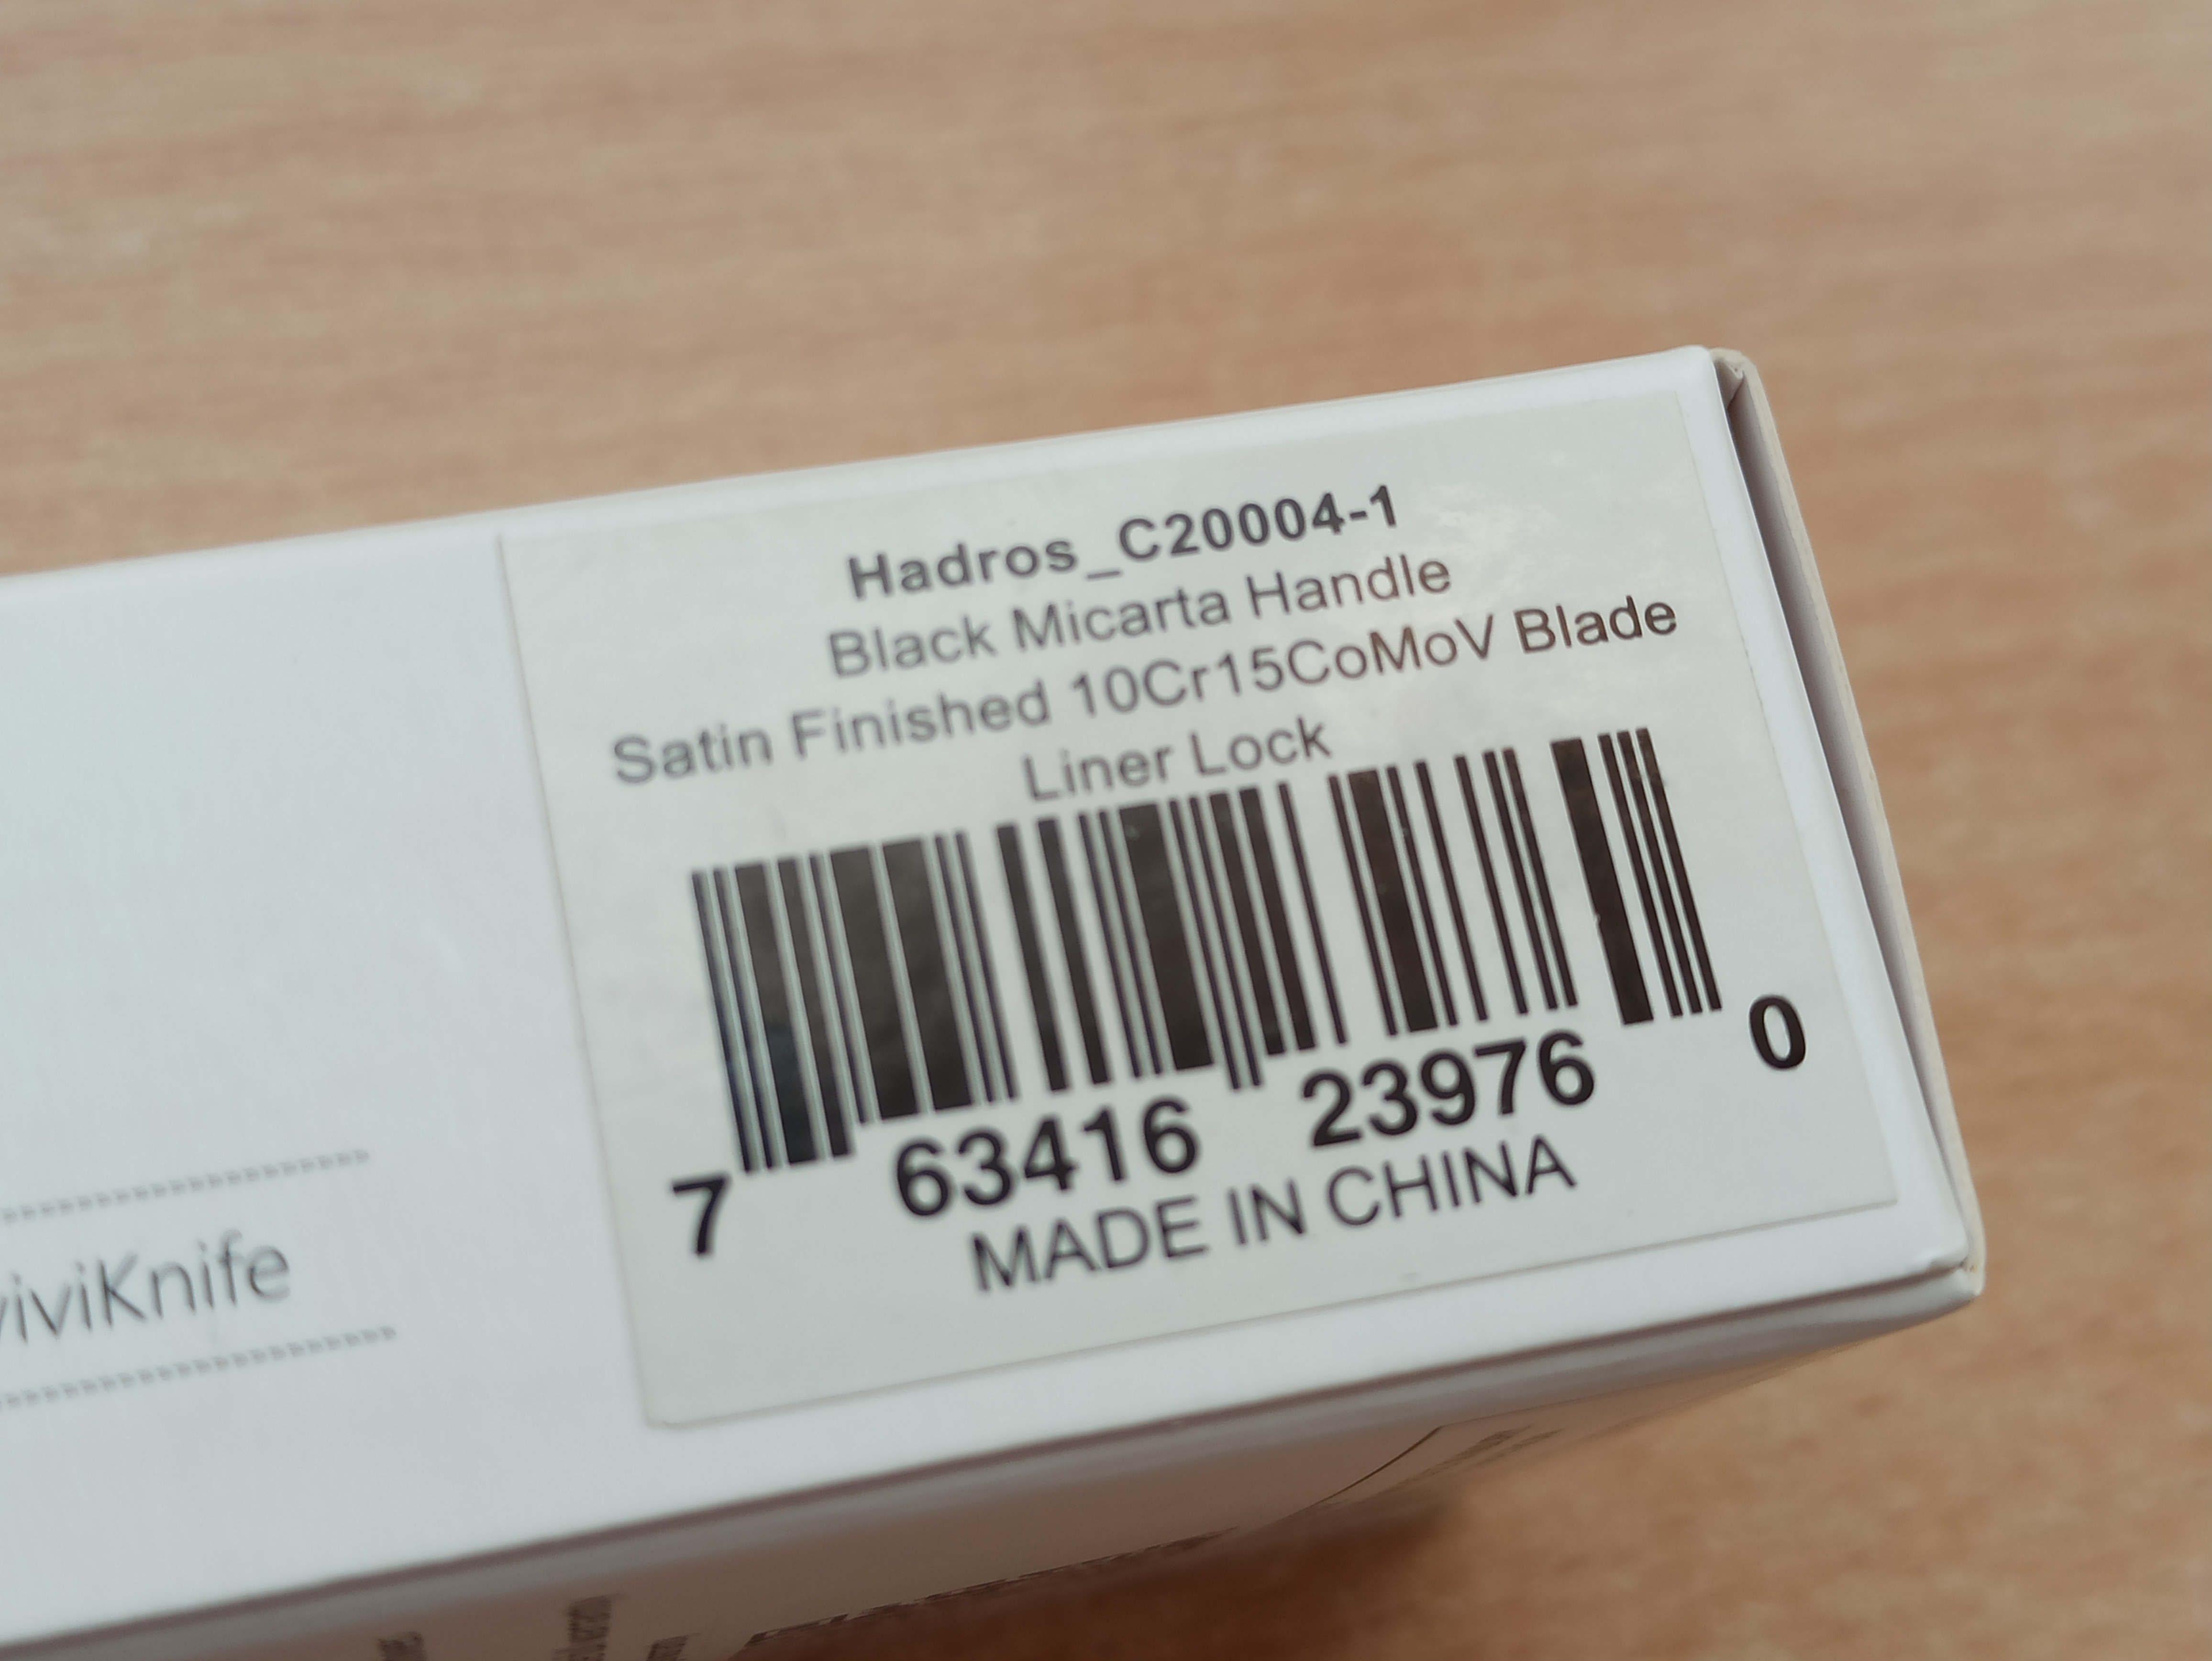 Hadros_C20004-1
Black Micarta Handle
Satin Finished 10Cr15CoMoV Blade
Liner Lock
7 63416 23976 0
MADE IN CHINA
viviKnife